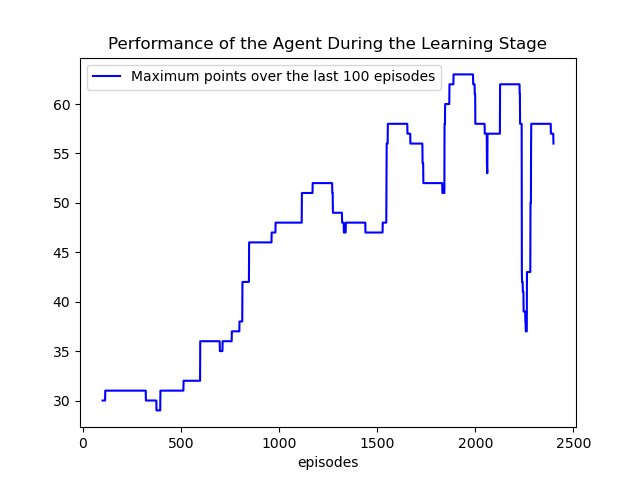 Performance of the Agent During the Learning Stage
Maximum points over the last 100 episodes
60
55
50
45
40
35
30
0 500 1000 1500 2000 2500
episodes